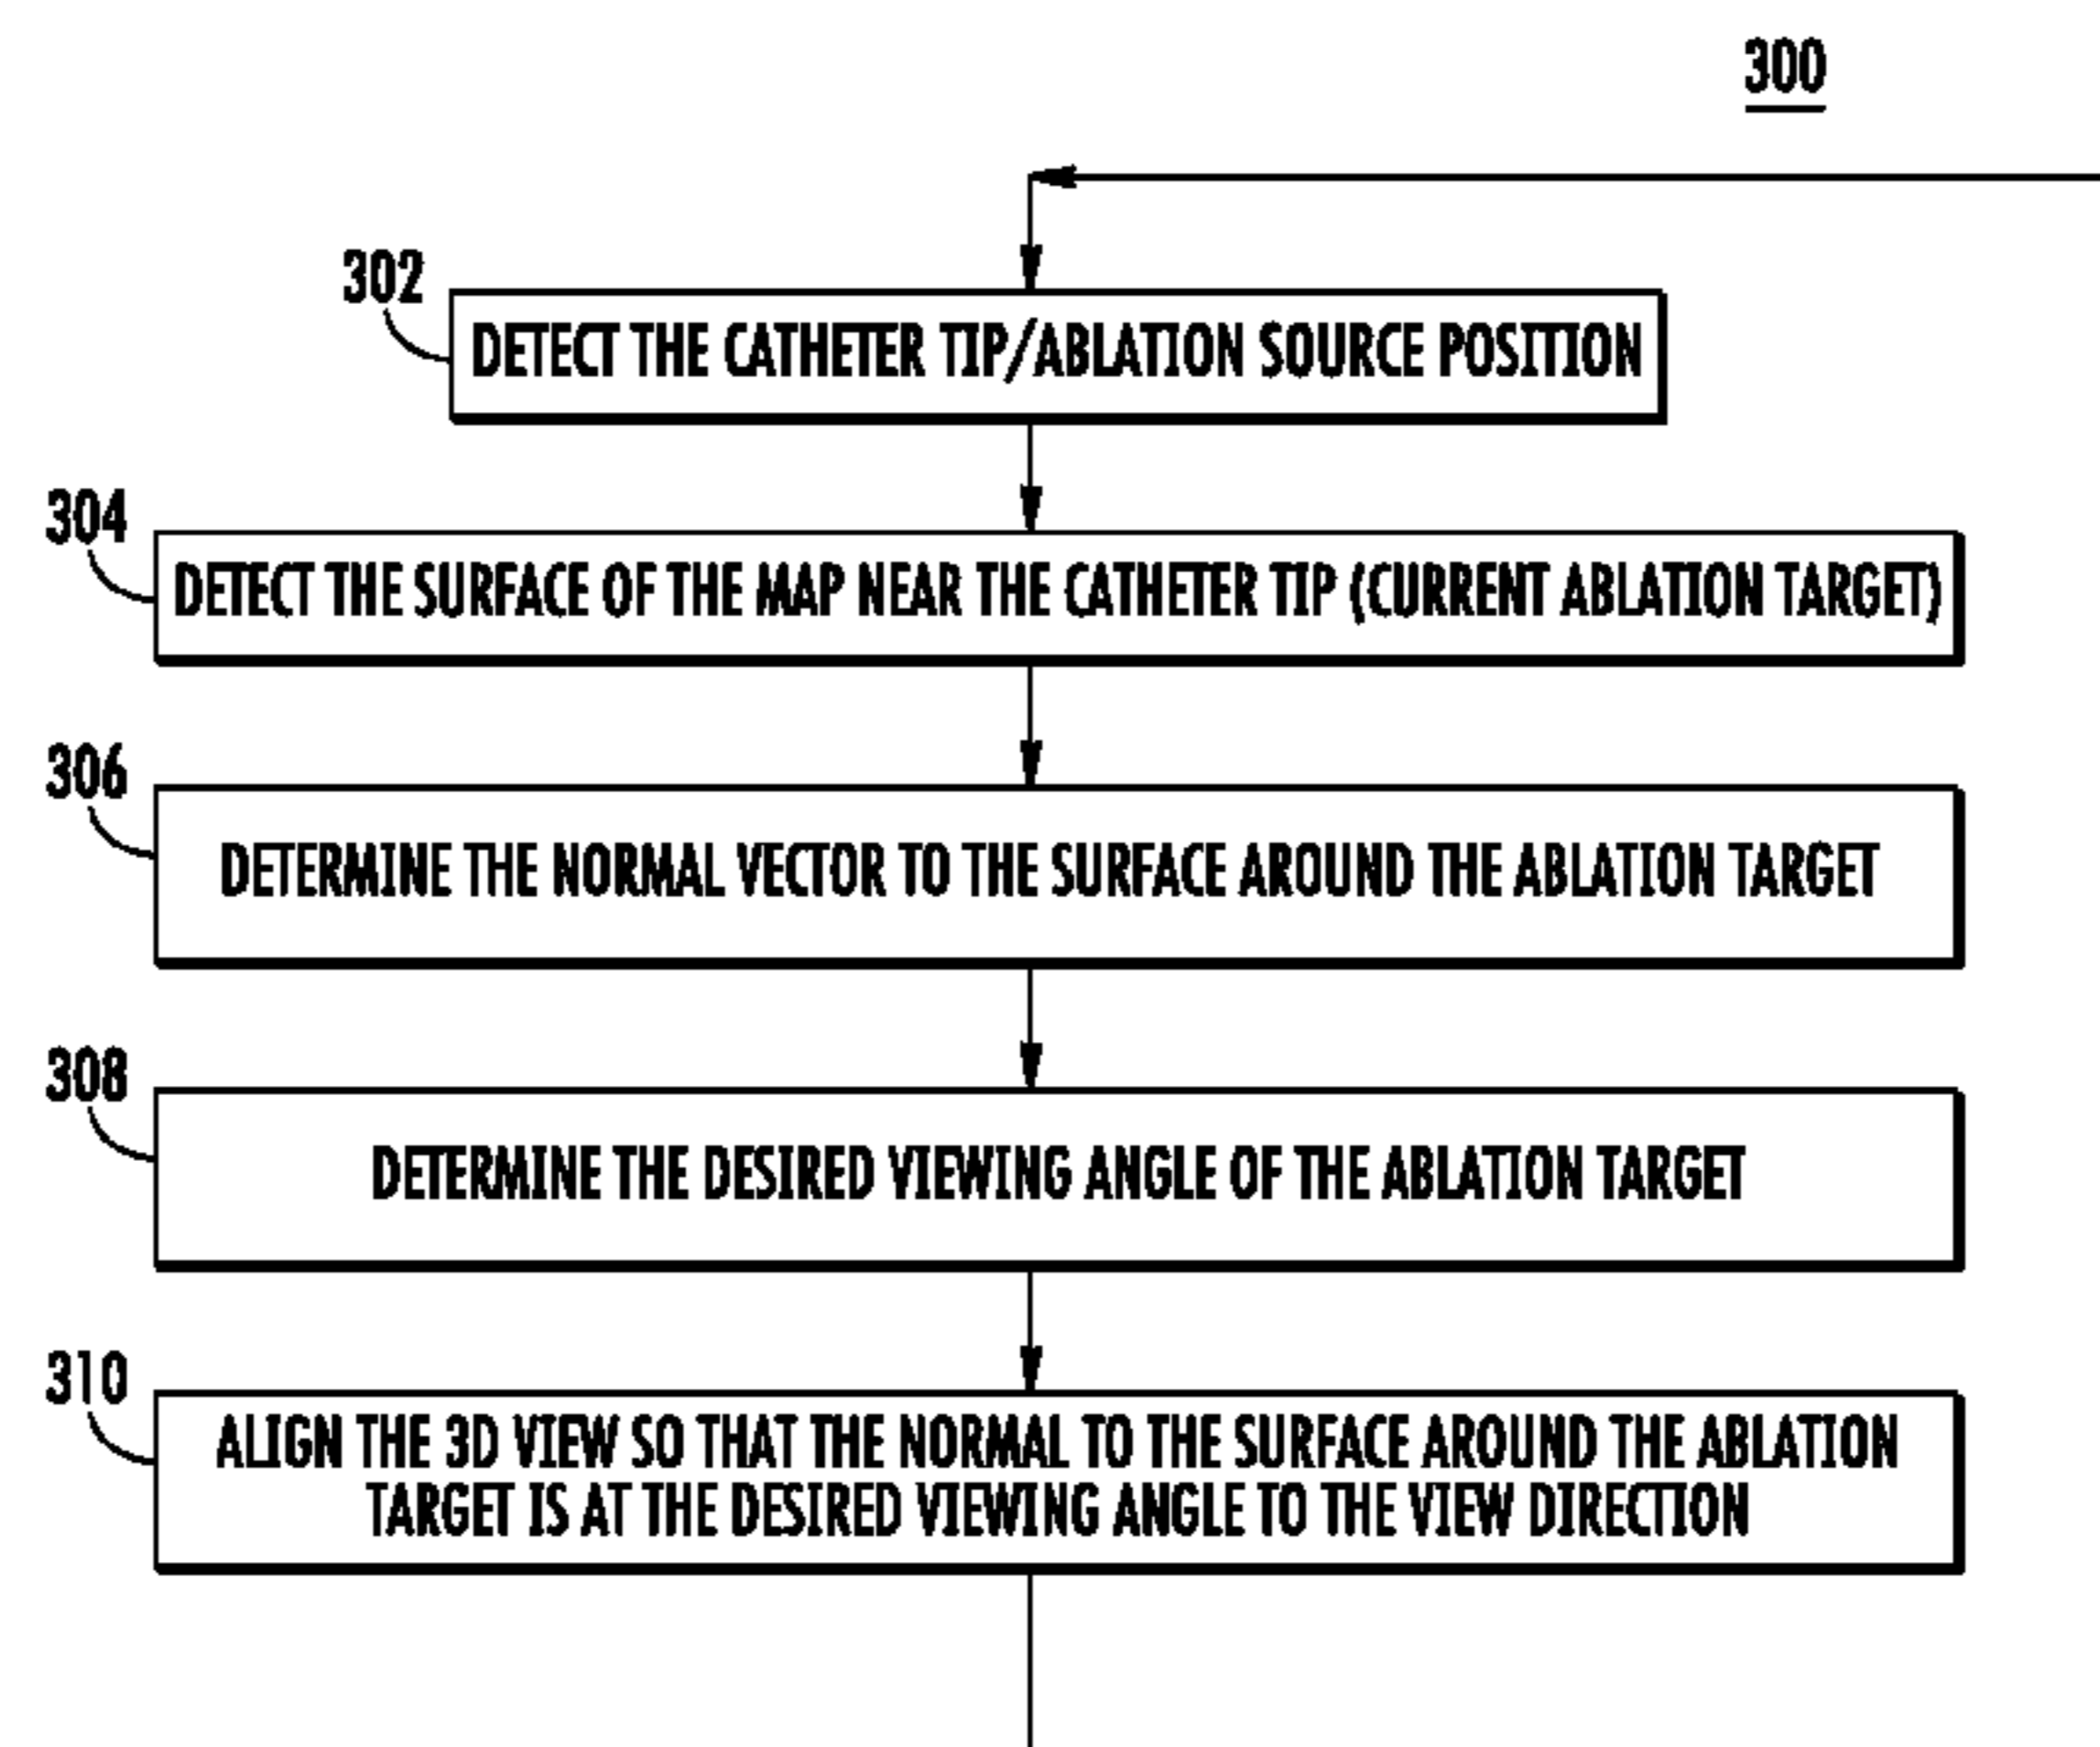 300
302
DETECT THE CATHETER TIP/ABLATION SOURCE POSITION
304
DETECT THE SURFACE OF THE MAP NEAR THE CATHETER TIP (CURRENT ABLATION TARGET)
306
DETERMINE THE NORMAL VECTOR TO THE SURFACE AROUND THE ABLATION TARGET
308
DETERMINE THE DESIRED VIEWING ANGLE OF THE ABLATION TARGET
310
ALIGN THE 3D VIEW SO THAT THE NORMAL TO THE SURFACE AROUND THE ABLATION
TARGET IS AT THE DESIRED VIEWING ANGLE TO THE VIEW DIRECTION